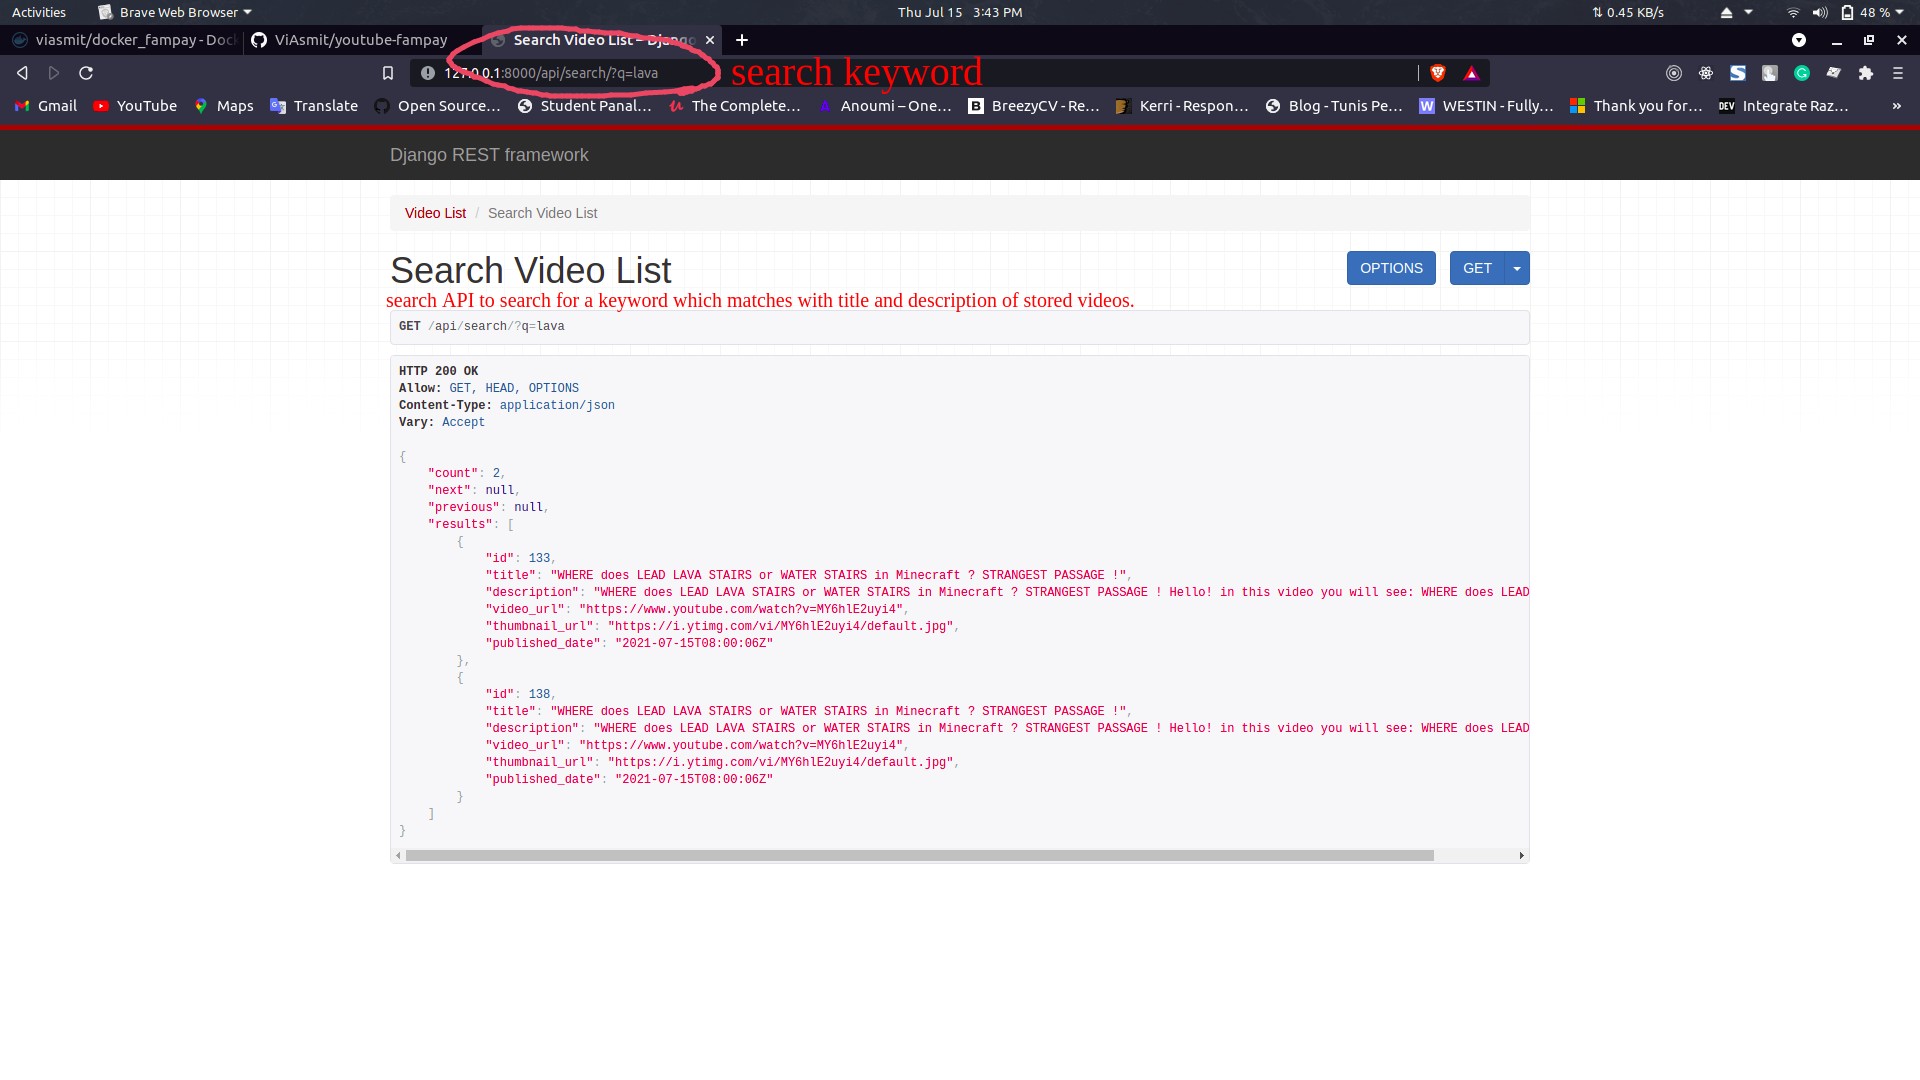 Activities Brave Web Browser Thu Jul 15 3:43 PM 0.45 KB/s 48 %
viasmit/docker_fampay - Doc ViAsmit/youtube-fampay Search Video List – Django
127.0.0.1:8000/api/search/?q=lava search keyword
Gmail YouTube Maps Translate Open Source… Student Panal… The Complete… Anoumi – One… BreezyCV - Re… Kerri - Respon… Blog - Tunis Pe… WESTIN - Fully… Thank you for… DEV Integrate Raz… »
Django REST framework
Video List / Search Video List
Search Video List OPTIONS GET
search API to search for a keyword which matches with title and description of stored videos.
GET /api/search/?q=lava
HTTP 200 OK
Allow: GET, HEAD, OPTIONS
Content-Type: application/json
Vary: Accept
{
"count": 2,
"next": null,
"previous": null,
"results": [
{
"id": 133,
"title": "WHERE does LEAD LAVA STAIRS or WATER STAIRS in Minecraft ? STRANGEST PASSAGE !",
"description": "WHERE does LEAD LAVA STAIRS or WATER STAIRS in Minecraft ? STRANGEST PASSAGE ! Hello! in this video you will see: WHERE does LEAD
"video_url": "https://www.youtube.com/watch?v=MY6hlE2uyi4",
"thumbnail_url": "https://i.ytimg.com/vi/MY6hlE2uyi4/default.jpg",
"published_date": "2021-07-15T08:00:06Z"
},
{
"id": 138,
"title": "WHERE does LEAD LAVA STAIRS or WATER STAIRS in Minecraft ? STRANGEST PASSAGE !",
"description": "WHERE does LEAD LAVA STAIRS or WATER STAIRS in Minecraft ? STRANGEST PASSAGE ! Hello! in this video you will see: WHERE does LEAD
"video_url": "https://www.youtube.com/watch?v=MY6hlE2uyi4",
"thumbnail_url": "https://i.ytimg.com/vi/MY6hlE2uyi4/default.jpg",
"published_date": "2021-07-15T08:00:06Z"
}
]
}